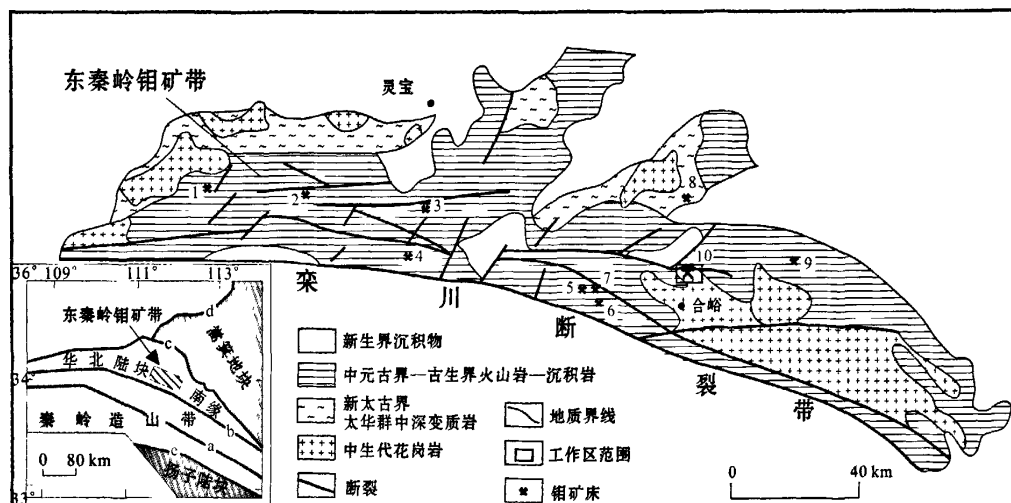 东秦岭钼矿带
灵宝
1
2
3
4
5
7
6
8
9
10
合峪
栾
川
断
裂
带
36° 109° 111° 113°
34°
33°
东秦岭钼矿带
华北陆块
南缘
嵩箕地块
秦岭造山带
扬子陆块
a
b
c
c
d
0 80 km
新生界沉积物
中元古界—古生界火山岩—沉积岩
新太古界
太华群中深变质岩
中生代花岗岩
断裂
地质界线
工作区范围
钼矿床
0 40 km